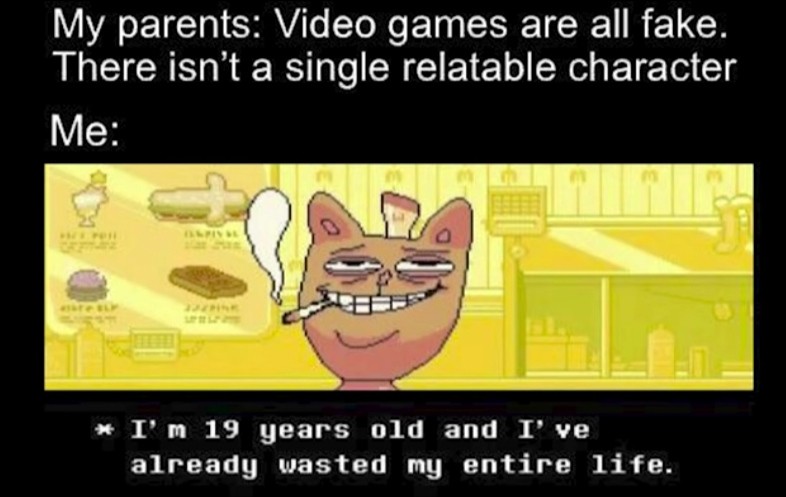 My parents: Video games are all fake.
There isn't a single relatable character
Me:
* I'm 19 years old and I've
already wasted my entire life.